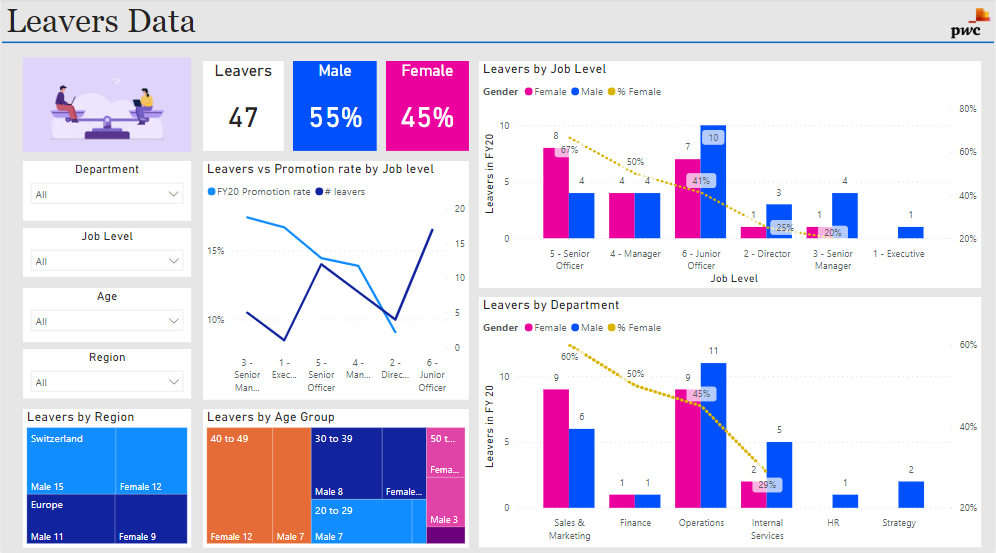 Leavers Data
pwc
Leavers
47
Male
55%
Female
45%
Department
All
Job Level
All
Age
All
Region
All
Leavers vs Promotion rate by Job level
FY20 Promotion rate # leavers
15%
10%
20
15
10
5
0
3 - Senior Man...
1 - Exec...
5 - Senior Officer
4 - Man...
2 - Direc...
6 - Junior Officer
Leavers by Region
Switzerland
Male 15
Female 12
Europe
Male 11
Female 9
Leavers by Age Group
40 to 49
Female 12
Male 7
30 to 39
Male 8
Female...
20 to 29
Male 7
50 t...
Fema...
Male 3
Leavers by Job Level
Gender Female Male % Female
Leavers in FY20
10
5
0
80%
60%
40%
20%
8
4
67%
4
4
50%
7
10
41%
1
3
25%
1
4
20%
1
5 - Senior Officer
4 - Manager
6 - Junior Officer
2 - Director
3 - Senior Manager
1 - Executive
Job Level
Leavers by Department
Gender Female Male % Female
Leavers in FY 20
10
5
0
60%
40%
20%
9
6
60%
1
1
50%
9
11
45%
2
5
29%
1
2
Sales & Marketing
Finance
Operations
Internal Services
HR
Strategy